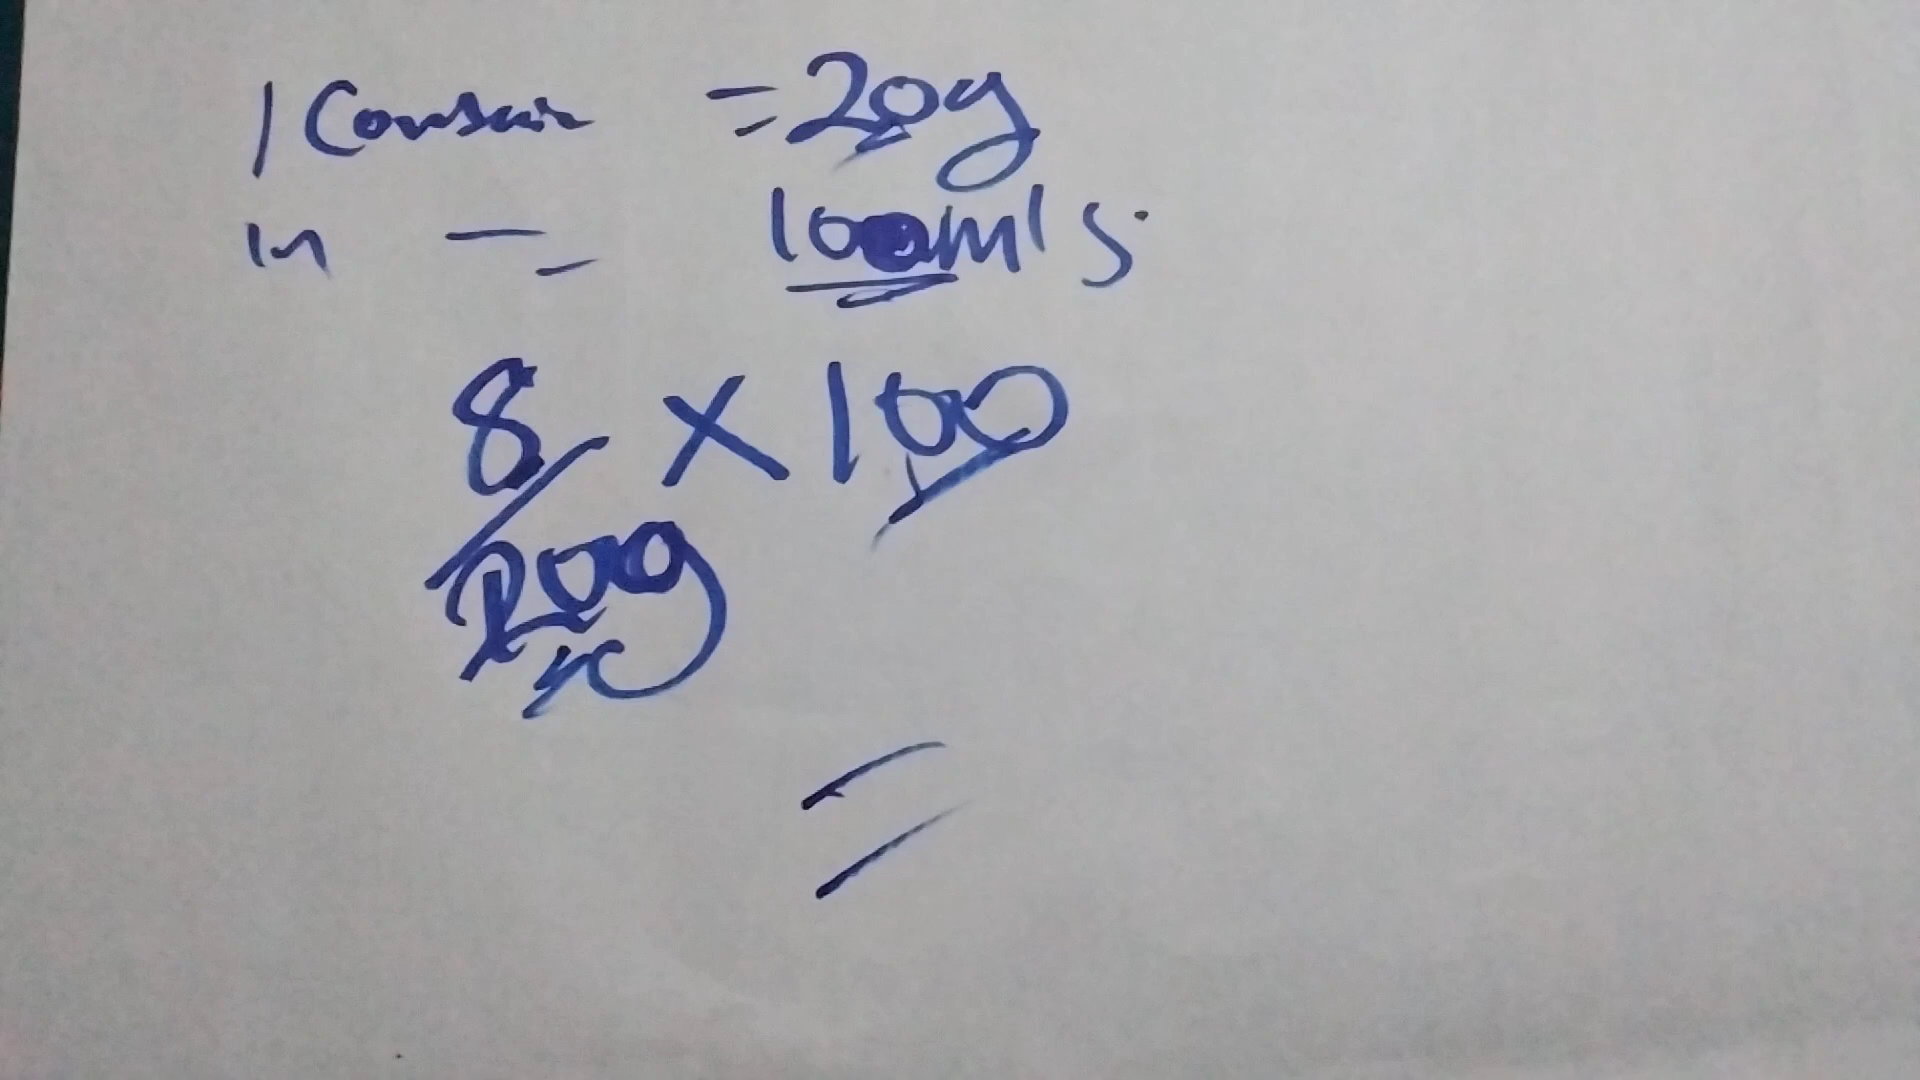 1 Contain = 20g
in = 100mls.
8 × 100
20g
=